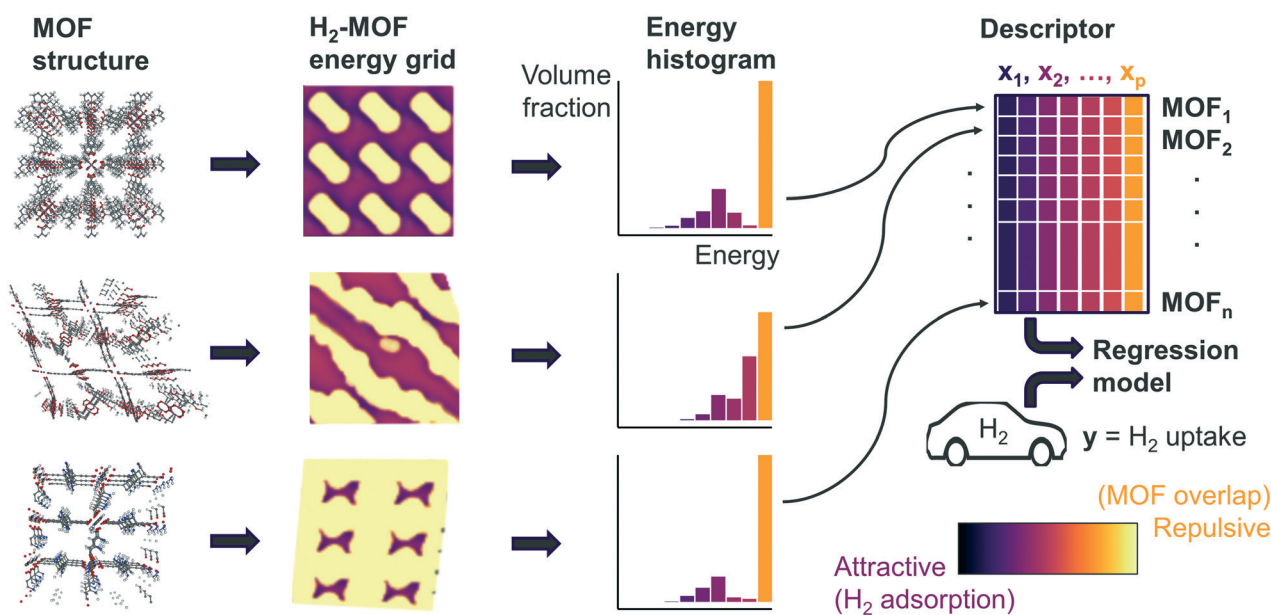 MOF
structure
H₂-MOF
energy grid
Energy
histogram
Volume
fraction
Energy
Descriptor
x₁, x₂, ..., xₚ
MOF₁
MOF₂
MOFₙ
Regression
model
H₂
y = H₂ uptake
(MOF overlap)
Repulsive
Attractive
(H₂ adsorption)